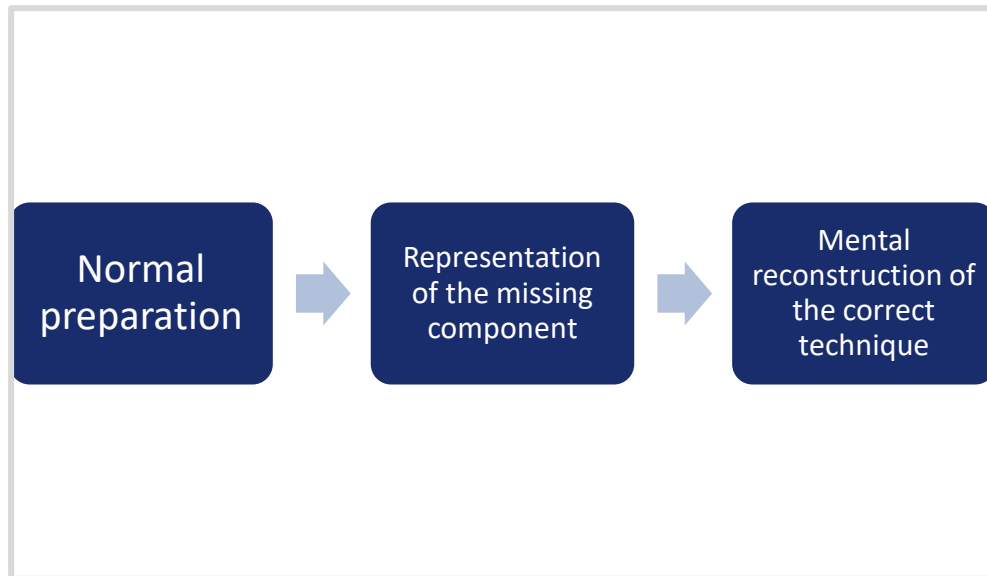 Normal
preparation
Representation
of the missing
component
Mental
reconstruction of
the correct
technique